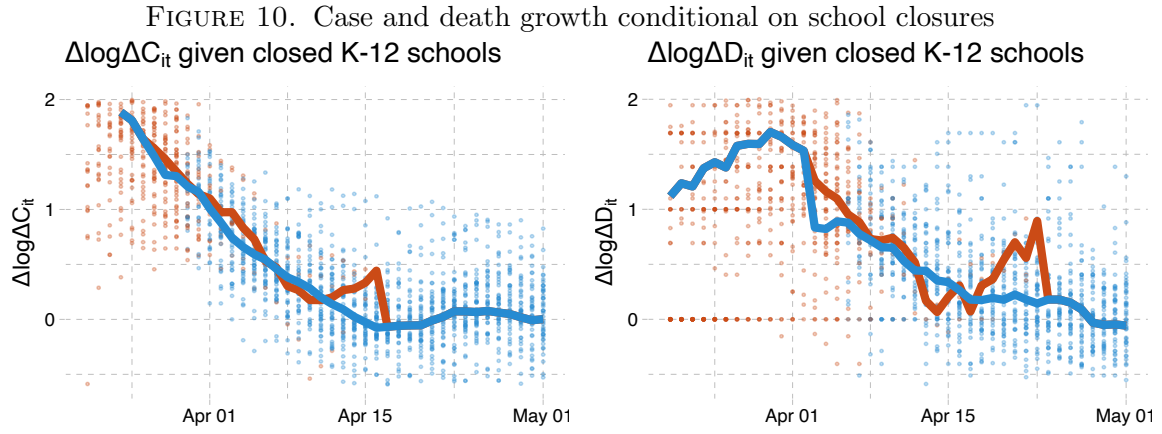 FIGURE 10. Case and death growth conditional on school closures
ΔlogΔC_it given closed K-12 schools
ΔlogΔD_it given closed K-12 schools
ΔlogΔC_it
2
1
0
Apr 01
Apr 15
May 01
ΔlogΔD_it
2
1
0
Apr 01
Apr 15
May 01